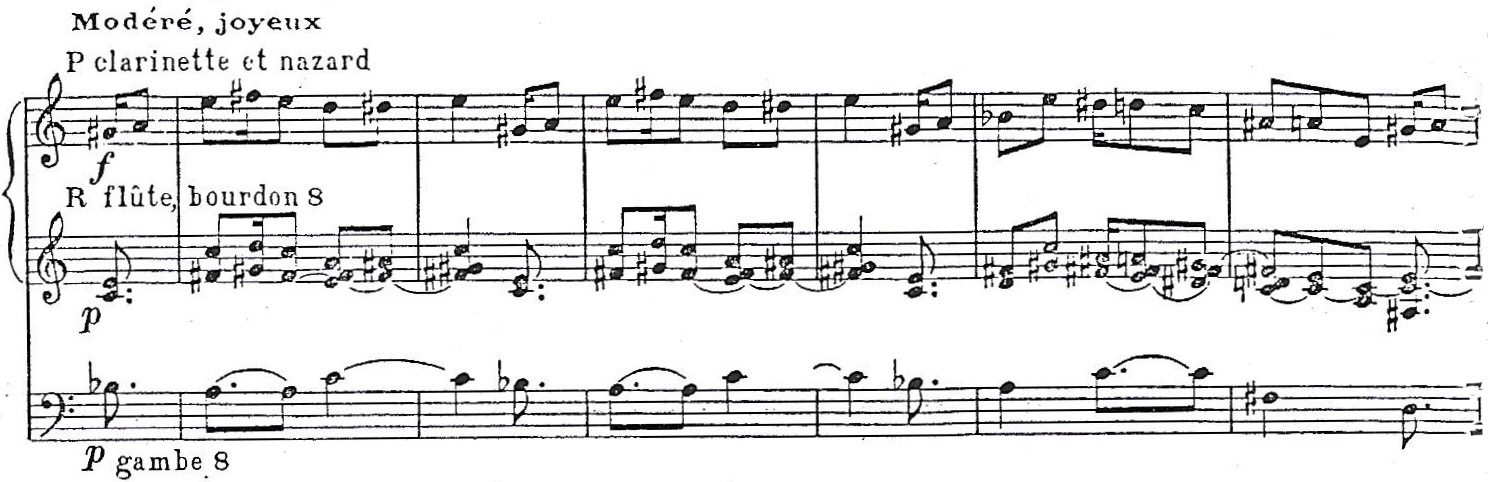 Modéré, joyeux
P clarinette et nazard
f
R flûte, bourdon 8
p
p gambe 8